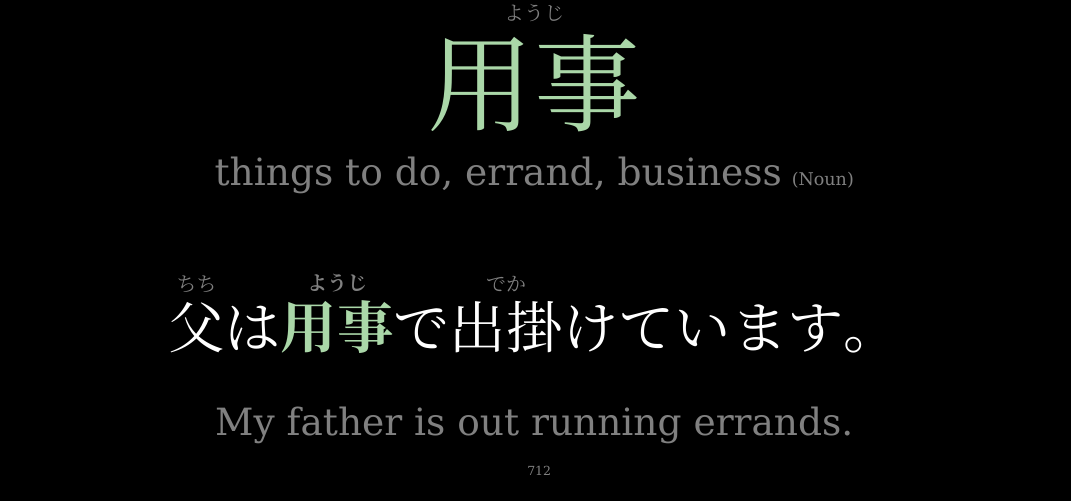 ようじ
用事
things to do, errand, business (Noun)
ちち ようじ でか
父は用事で出掛けています。
My father is out running errands.
712